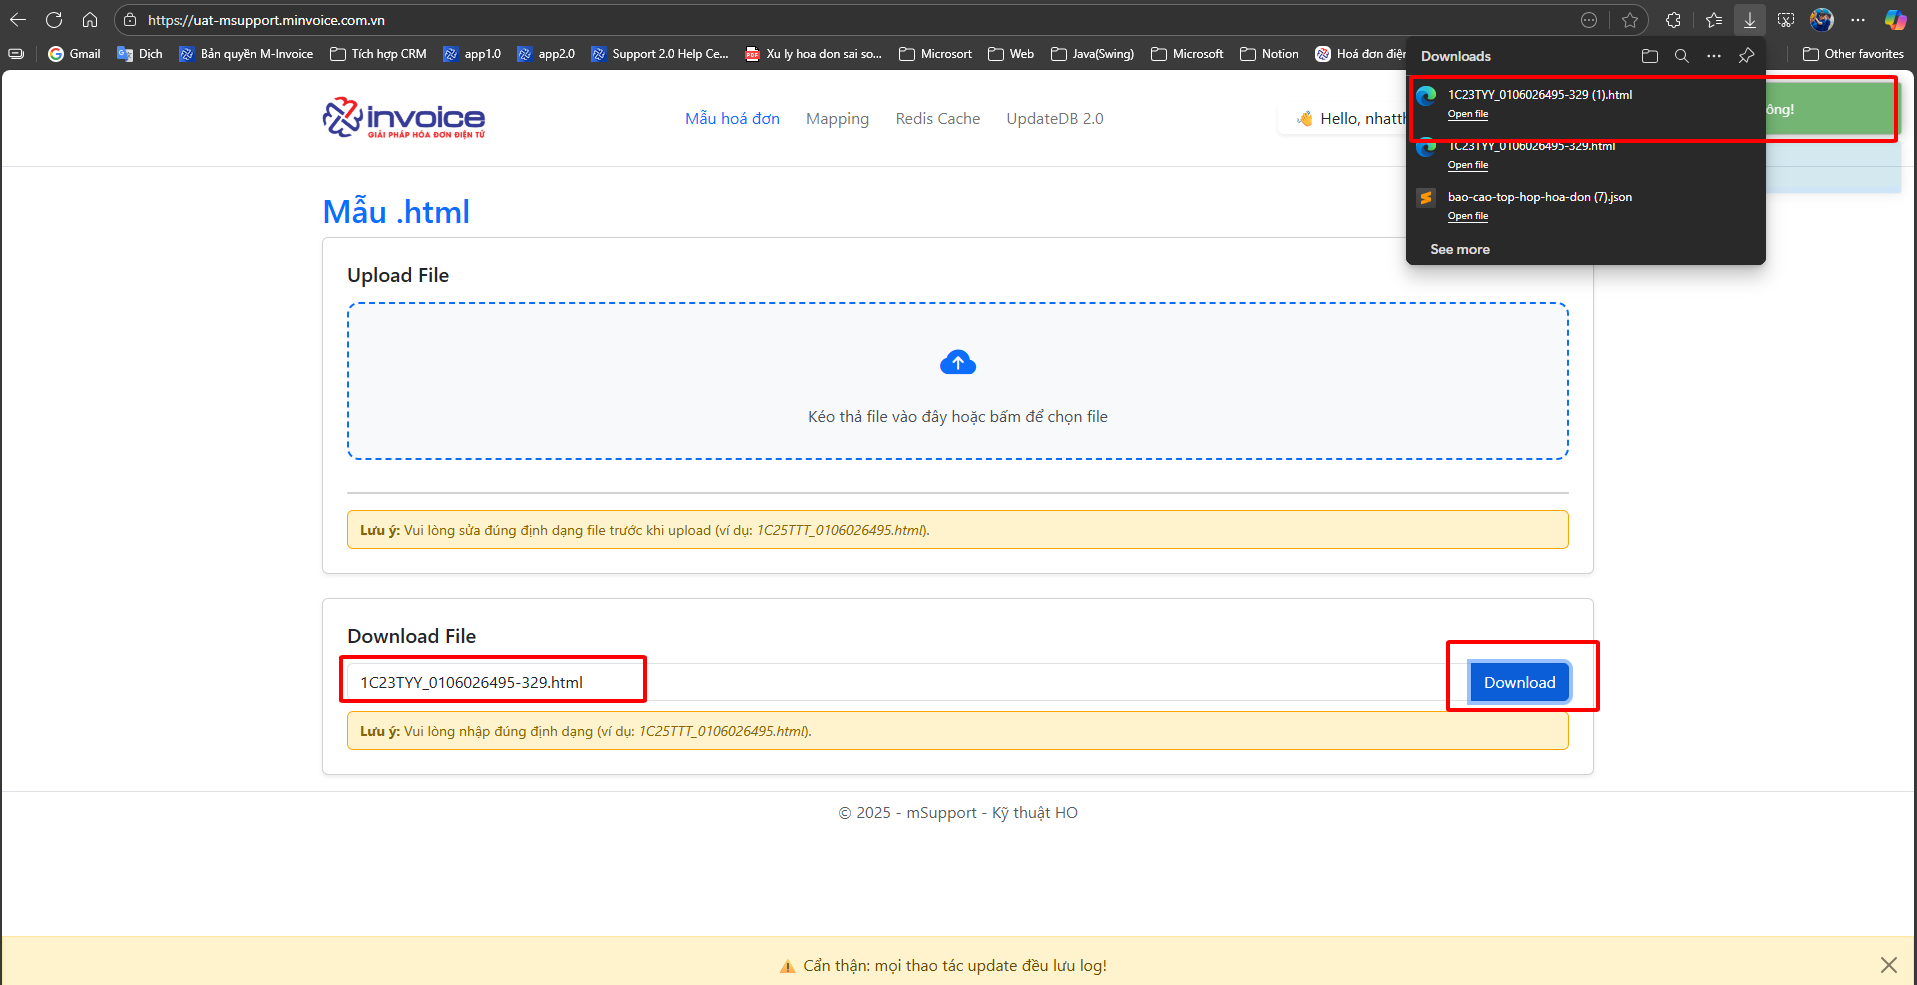 https://uat-msupport.minvoice.com.vn
Gmail
Dịch
Bản quyền M-Invoice
Tích hợp CRM
app1.0
app2.0
Support 2.0 Help Ce...
Xu ly hoa don sai so...
Microsort
Web
Java(Swing)
Microsoft
Notion
Hoá đơn điện
Other favorites
Downloads
1C23TYY_0106026495-329 (1).html
Open file
1C23TYY_0106026495-329.html
Open file
bao-cao-top-hop-hoa-don (7).json
Open file
See more
invoice
GIẢI PHÁP HÓA ĐƠN ĐIỆN TỬ
Mẫu hoá đơn
Mapping
Redis Cache
UpdateDB 2.0
Hello, nhatth
ông!
Mẫu .html
Upload File
Kéo thả file vào đây hoặc bấm để chọn file
Lưu ý: Vui lòng sửa đúng định dạng file trước khi upload (ví dụ: 1C25TTT_0106026495.html).
Download File
1C23TYY_0106026495-329.html
Download
Lưu ý: Vui lòng nhập đúng định dạng (ví dụ: 1C25TTT_0106026495.html).
© 2025 - mSupport - Kỹ thuật HO
Cẩn thận: mọi thao tác update đều lưu log!